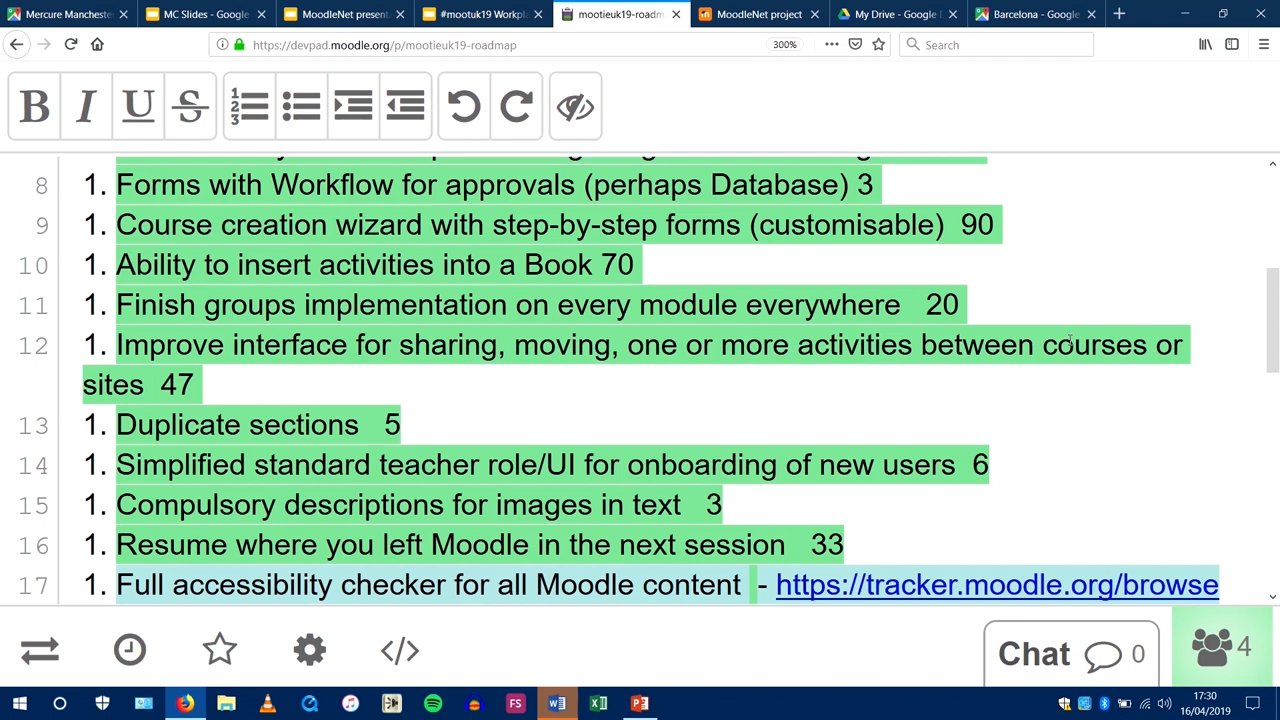 Mercure Mancheste
MC Slides - Google
MoodleNet present
#mootuk19 Workpl
mootieuk19-roadm
MoodleNet project
My Drive - Google D
Barcelona - Google
https://devpad.moodle.org/p/mootieuk19-roadmap
300%
Search
B I U S
8 1. Forms with Workflow for approvals (perhaps Database) 3
9 1. Course creation wizard with step-by-step forms (customisable) 90
10 1. Ability to insert activities into a Book 70
11 1. Finish groups implementation on every module everywhere 20
12 1. Improve interface for sharing, moving, one or more activities between courses or
sites 47
13 1. Duplicate sections 5
14 1. Simplified standard teacher role/UI for onboarding of new users 6
15 1. Compulsory descriptions for images in text 3
16 1. Resume where you left Moodle in the next session 33
17 1. Full accessibility checker for all Moodle content - https://tracker.moodle.org/browse
Chat 0
4
FS
17:30
16/04/2019